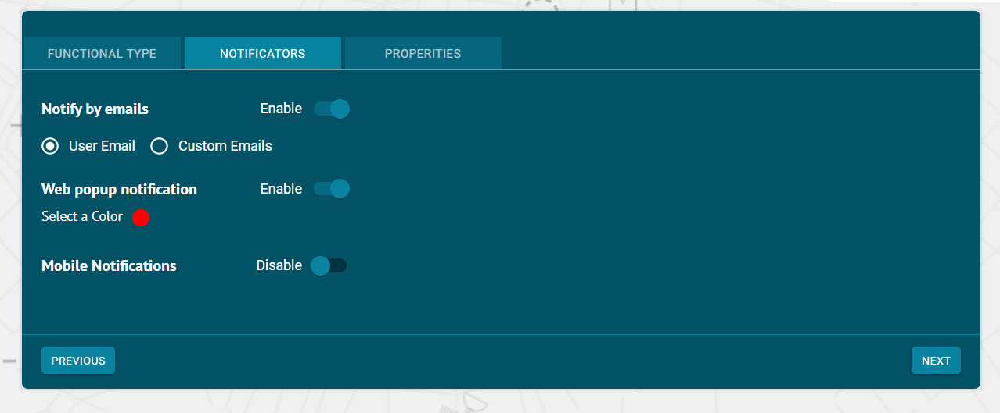 FUNCTIONAL TYPE NOTIFICATORS PROPERITIES
Notify by emails Enable
User Email Custom Emails
Web popup notification Enable
Select a Color
Mobile Notifications Disable
PREVIOUS NEXT